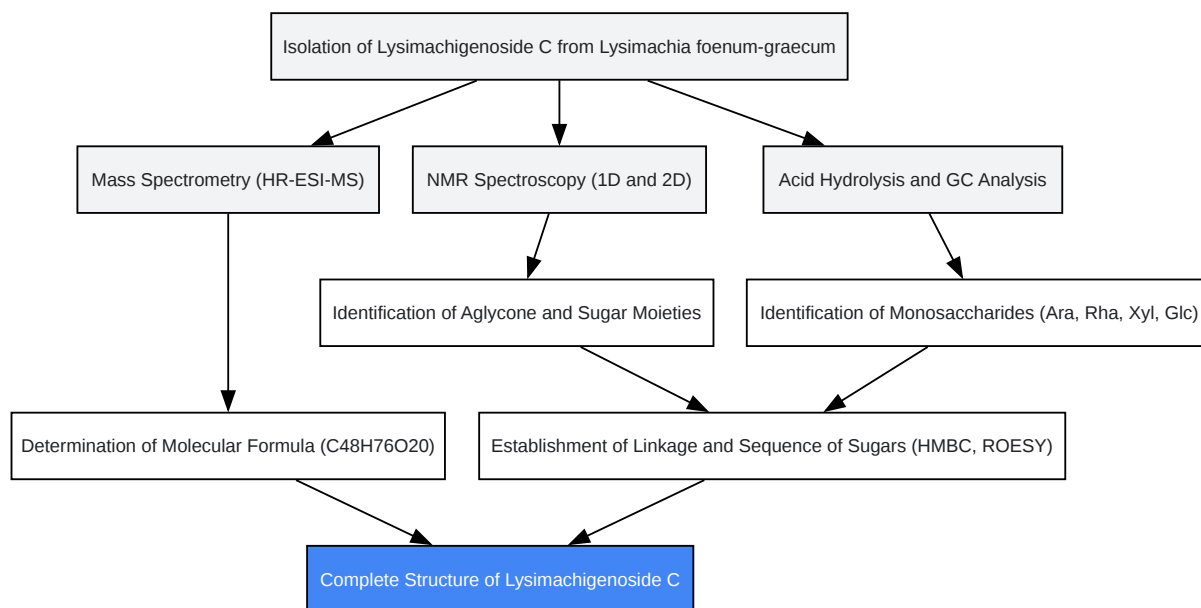 Isolation of Lysimachigenoside C from Lysimachia foenum-graecum
Mass Spectrometry (HR-ESI-MS)
NMR Spectroscopy (1D and 2D)
Acid Hydrolysis and GC Analysis
Identification of Aglycone and Sugar Moieties
Identification of Monosaccharides (Ara, Rha, Xyl, Glc)
Determination of Molecular Formula (C48H76O20)
Establishment of Linkage and Sequence of Sugars (HMBC, ROESY)
Complete Structure of Lysimachigenoside C